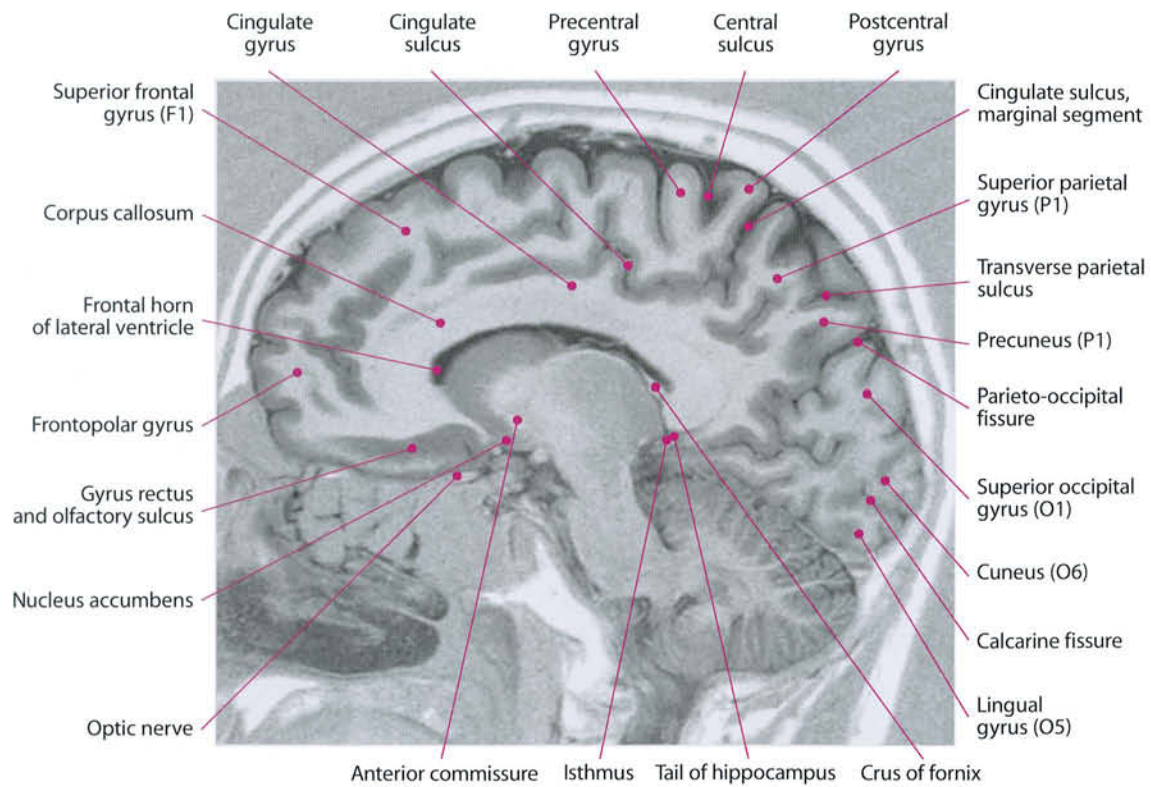 Cingulate
gyrus
Cingulate
sulcus
Precentral
gyrus
Central
sulcus
Postcentral
gyrus
Superior frontal
gyrus (F1)
Corpus callosum
Frontal horn
of lateral ventricle
Frontopolar gyrus
Gyrus rectus
and olfactory sulcus
Nucleus accumbens
Optic nerve
Cingulate sulcus,
marginal segment
Superior parietal
gyrus (P1)
Transverse parietal
sulcus
Precuneus (P1)
Parieto-occipital
fissure
Superior occipital
gyrus (O1)
Cuneus (O6)
Calcarine fissure
Lingual
gyrus (O5)
Anterior commissure
Isthmus
Tail of hippocampus
Crus of fornix